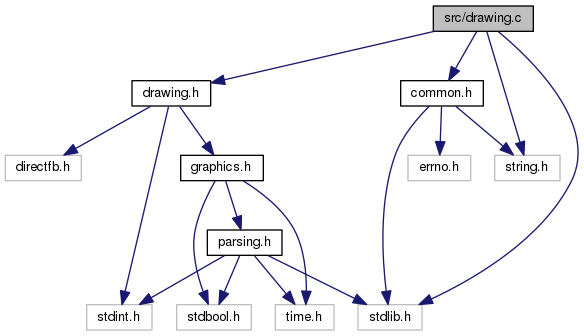 src/drawing.c
drawing.h
common.h
directfb.h
graphics.h
errno.h
string.h
parsing.h
stdint.h
stdbool.h
time.h
stdlib.h